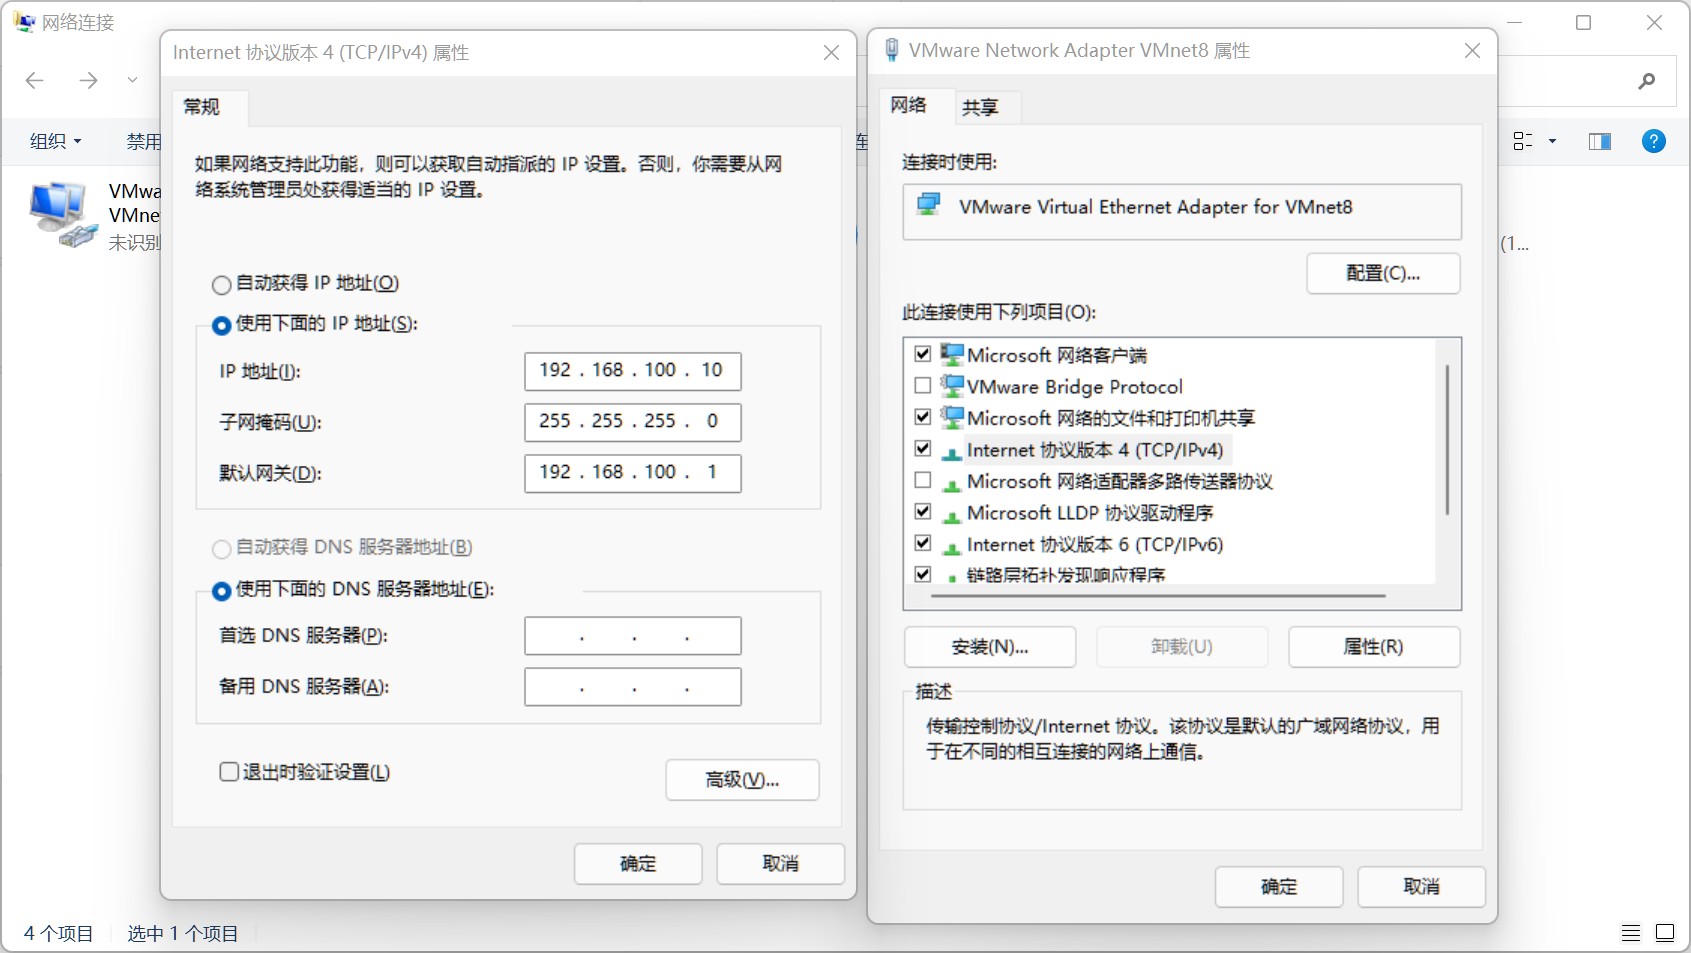 网络连接
组织
禁用
连
VMwa
VMne
未识别
(1...
4 个项目
选中 1 个项目
Internet 协议版本 4 (TCP/IPv4) 属性
常规
如果网络支持此功能，则可以获取自动指派的 IP 设置。否则，你需要从网
络系统管理员处获得适当的 IP 设置。
自动获得 IP 地址(O)
使用下面的 IP 地址(S):
IP 地址(I):
192 . 168 . 100 . 10
子网掩码(U):
255 . 255 . 255 . 0
默认网关(D):
192 . 168 . 100 . 1
自动获得 DNS 服务器地址(B)
使用下面的 DNS 服务器地址(E):
首选 DNS 服务器(P):
. . .
备用 DNS 服务器(A):
. . .
退出时验证设置(L)
高级(V)...
确定
取消
VMware Network Adapter VMnet8 属性
网络
共享
连接时使用:
VMware Virtual Ethernet Adapter for VMnet8
配置(C)...
此连接使用下列项目(O):
Microsoft 网络客户端
VMware Bridge Protocol
Microsoft 网络的文件和打印机共享
Internet 协议版本 4 (TCP/IPv4)
Microsoft 网络适配器多路传送器协议
Microsoft LLDP 协议驱动程序
Internet 协议版本 6 (TCP/IPv6)
链路层拓扑发现响应程序
安装(N)...
卸载(U)
属性(R)
描述
传输控制协议/Internet 协议。该协议是默认的广域网络协议，用
于在不同的相互连接的网络上通信。
确定
取消